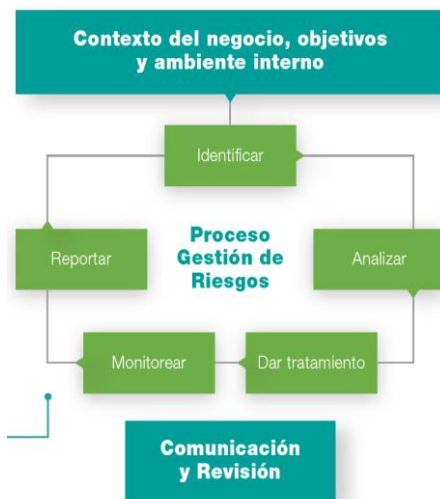 Contexto del negocio, objetivos
y ambiente interno
Identificar
Reportar
Proceso
Gestión de
Riesgos
Analizar
Monitorear
Dar tratamiento
Comunicación
y Revisión